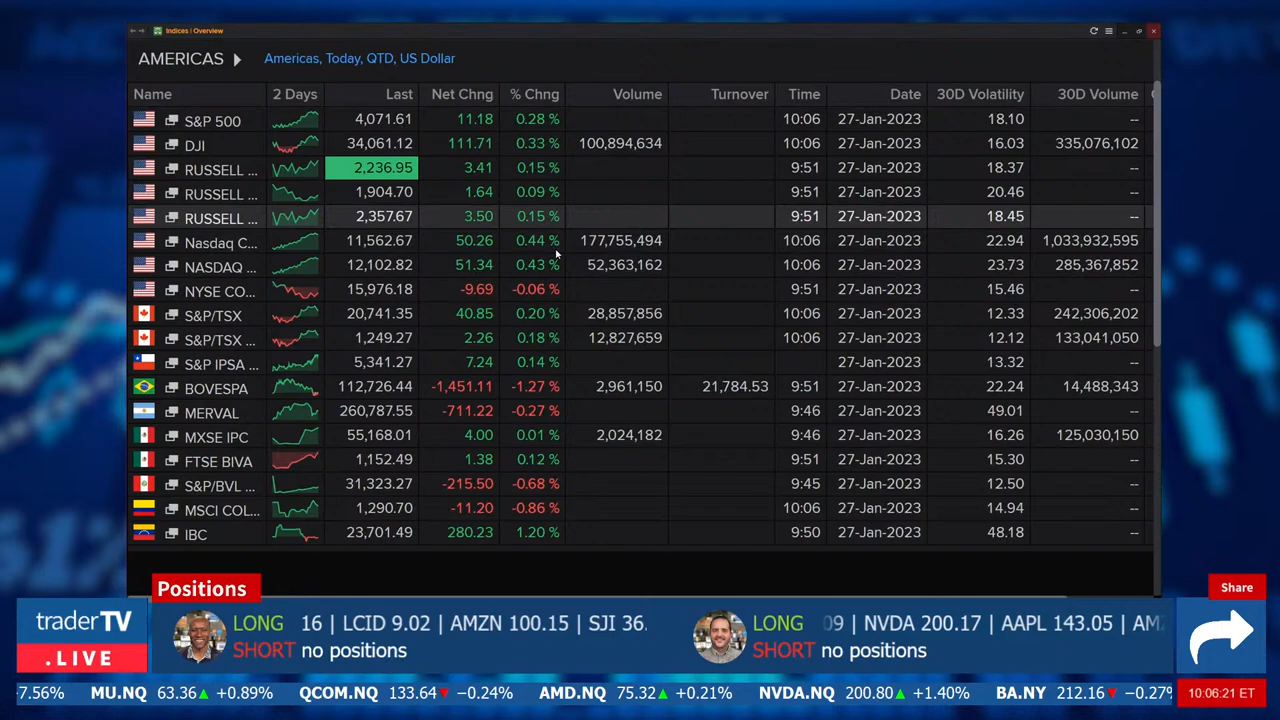 Indices | Overview
AMERICAS Americas, Today, QTD, US Dollar
Name 2 Days Last Net Chng % Chng Volume Turnover Time Date 30D Volatility 30D Volume
S&P 500 4,071.61 11.18 0.28 % 10:06 27-Jan-2023 18.10 --
DJI 34,061.12 111.71 0.33 % 100,894,634 10:06 27-Jan-2023 16.03 335,076,102
RUSSELL ... 2,236.95 3.41 0.15 % 9:51 27-Jan-2023 18.37 --
RUSSELL ... 1,904.70 1.64 0.09 % 9:51 27-Jan-2023 20.46 --
RUSSELL ... 2,357.67 3.50 0.15 % 9:51 27-Jan-2023 18.45 --
Nasdaq C... 11,562.67 50.26 0.44 % 177,755,494 10:06 27-Jan-2023 22.94 1,033,932,595
NASDAQ ... 12,102.82 51.34 0.43 % 52,363,162 10:06 27-Jan-2023 23.73 285,367,852
NYSE CO... 15,976.18 -9.69 -0.06 % 9:51 27-Jan-2023 15.46 --
S&P/TSX 20,741.35 40.85 0.20 % 28,857,856 10:06 27-Jan-2023 12.33 242,306,202
S&P/TSX ... 1,249.27 2.26 0.18 % 12,827,659 10:06 27-Jan-2023 12.12 133,041,050
S&P IPSA ... 5,341.27 7.24 0.14 % 9:51 27-Jan-2023 13.32 --
BOVESPA 112,726.44 -1,451.11 -1.27 % 2,961,150 21,784.53 9:51 27-Jan-2023 22.24 14,488,343
MERVAL 260,787.55 -711.22 -0.27 % 9:46 27-Jan-2023 49.01 --
MXSE IPC 55,168.01 4.00 0.01 % 2,024,182 9:46 27-Jan-2023 16.26 125,030,150
FTSE BIVA 1,152.49 1.38 0.12 % 9:51 27-Jan-2023 15.30 --
S&P/BVL ... 31,323.27 -215.50 -0.68 % 9:45 27-Jan-2023 12.50 --
MSCI COL... 1,290.70 -11.20 -0.86 % 10:06 27-Jan-2023 14.94 --
IBC 23,701.49 280.23 1.20 % 9:50 27-Jan-2023 48.18 --
Positions
Share
traderTV
.LIVE
LONG 16 | LCID 9.02 | AMZN 100.15 | SJI 36.
SHORT no positions
LONG 09 | NVDA 200.17 | AAPL 143.05 | AM
SHORT no positions
-7.56% MU.NQ 63.36 ▲ +0.89% QCOM.NQ 133.64 ▼ −0.24% AMD.NQ 75.32 ▲ +0.21% NVDA.NQ 200.80 ▲ +1.40% BA.NY 212.16 ▼ −0.27%
10:06:21 ET